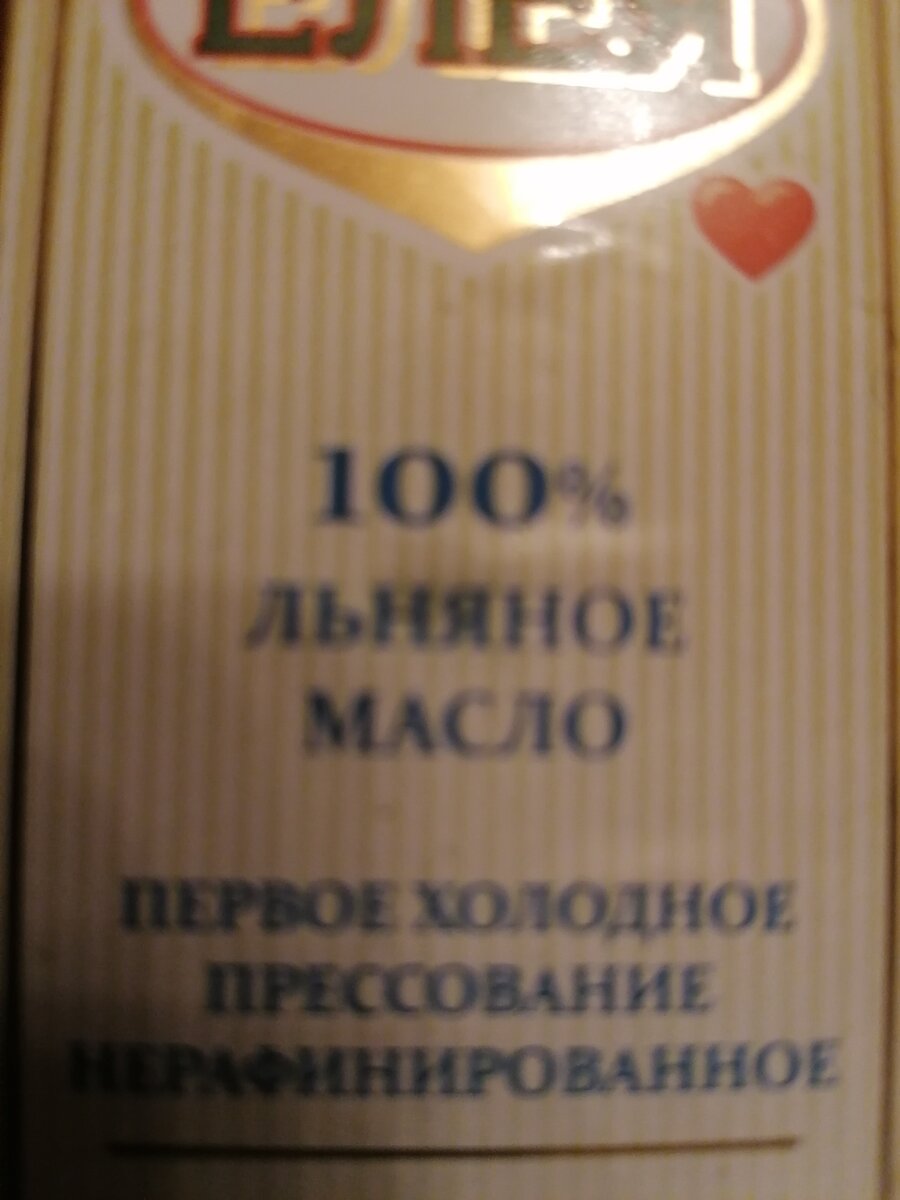 100%
ЛЬНЯНОЕ
МАСЛО
ПЕРВОЕ ХОЛОДНОЕ
ПРЕССОВАНИЕ
НЕРАФИНИРОВАННОЕ